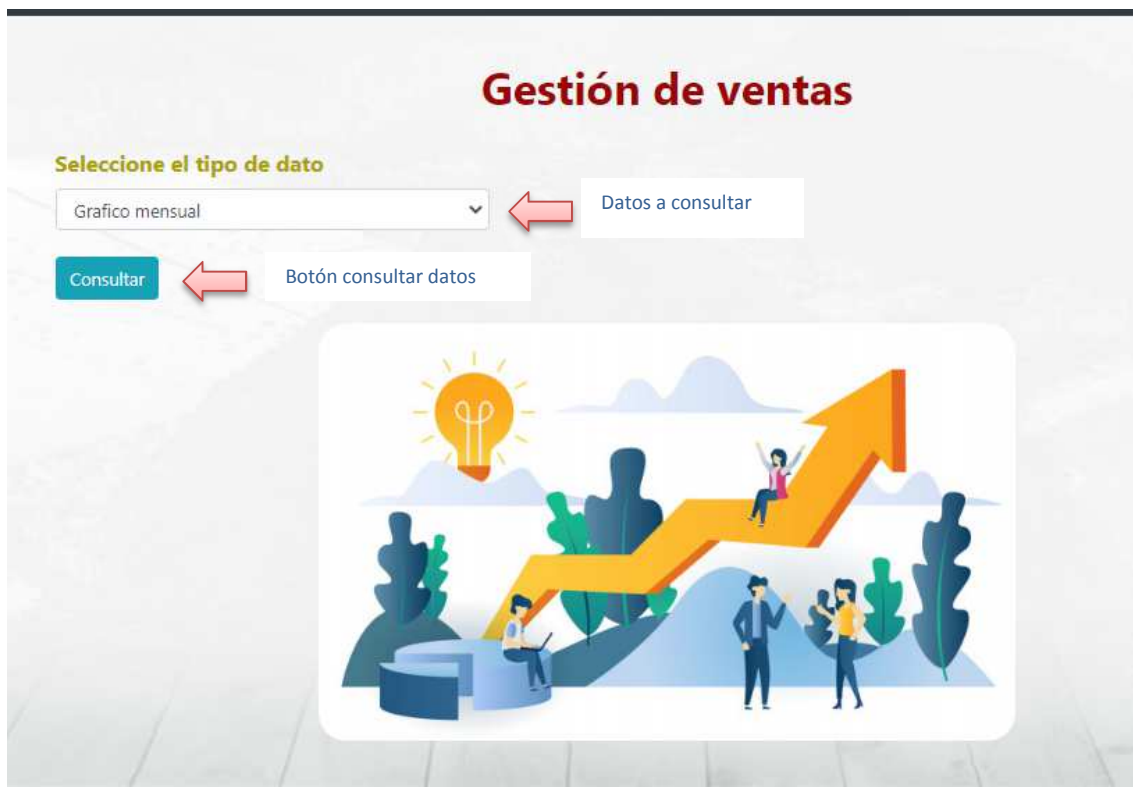 Gestión de ventas
Seleccione el tipo de dato
Grafico mensual
Datos a consultar
Consultar
Botón consultar datos